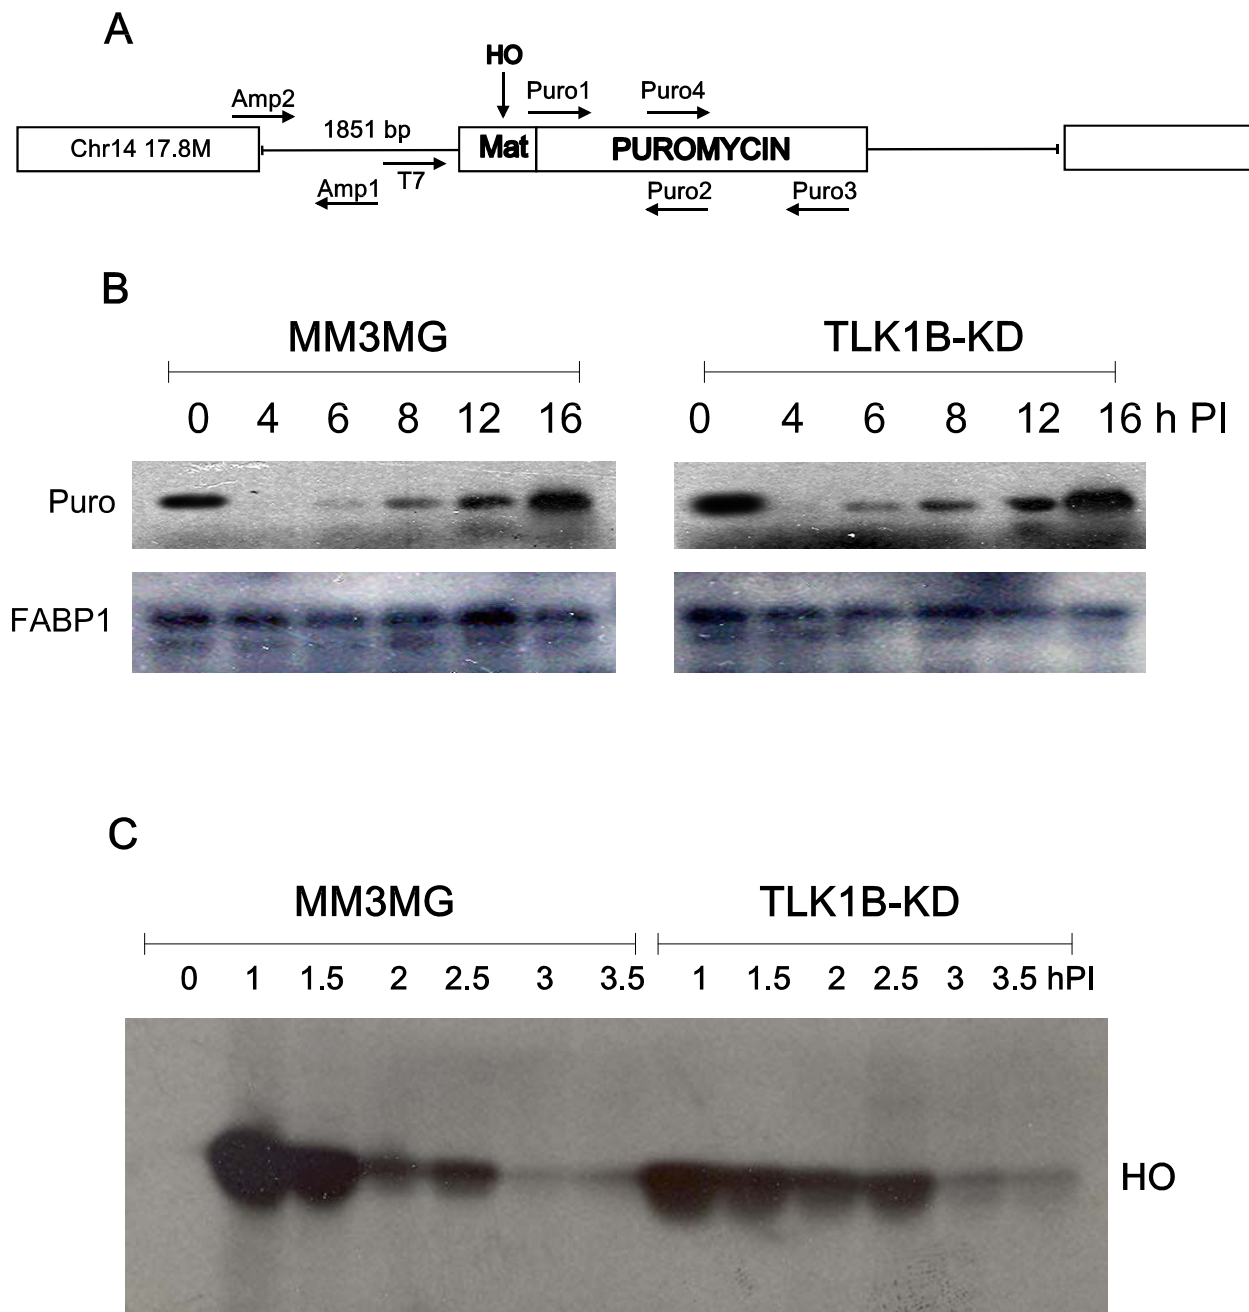 A
HO
Amp2
Puro1
Puro4
1851 bp
Chr14 17.8M
Mat
PUROMYCIN
Amp1
T7
Puro2
Puro3
B
MM3MG
TLK1B-KD
0 4 6 8 12 16
0 4 6 8 12 16 h PI
Puro
FABP1
C
MM3MG
TLK1B-KD
0 1 1.5 2 2.5 3 3.5
1 1.5 2 2.5 3 3.5 hPI
HO